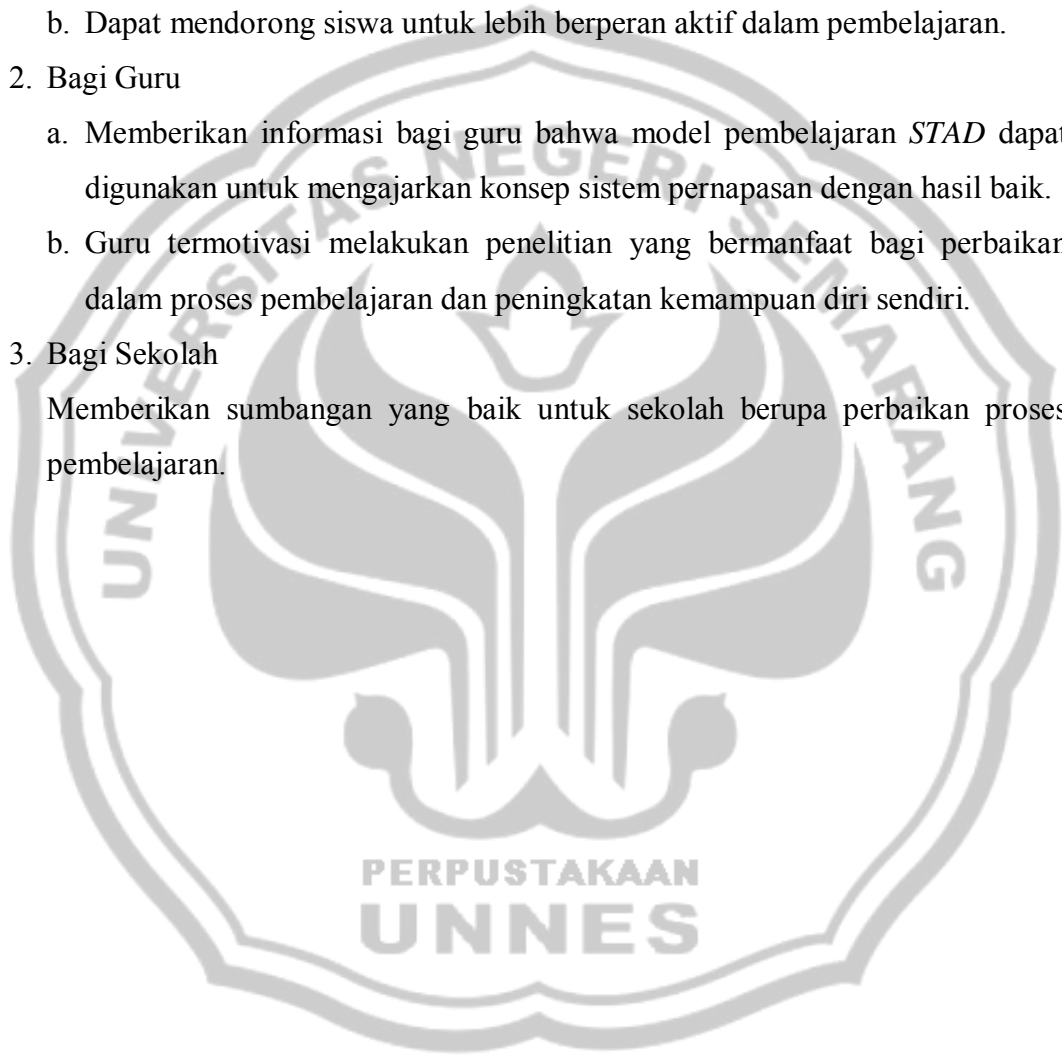 b. Dapat mendorong siswa untuk lebih berperan aktif dalam pembelajaran.
2. Bagi Guru
a. Memberikan informasi bagi guru bahwa model pembelajaran STAD dapat
digunakan untuk mengajarkan konsep sistem pernapasan dengan hasil baik.
b. Guru termotivasi melakukan penelitian yang bermanfaat bagi perbaikan
dalam proses pembelajaran dan peningkatan kemampuan diri sendiri.
3. Bagi Sekolah
Memberikan sumbangan yang baik untuk sekolah berupa perbaikan proses
pembelajaran.
UNIVERSITAS NEGERI SEMARANG
PERPUSTAKAAN
UNNES